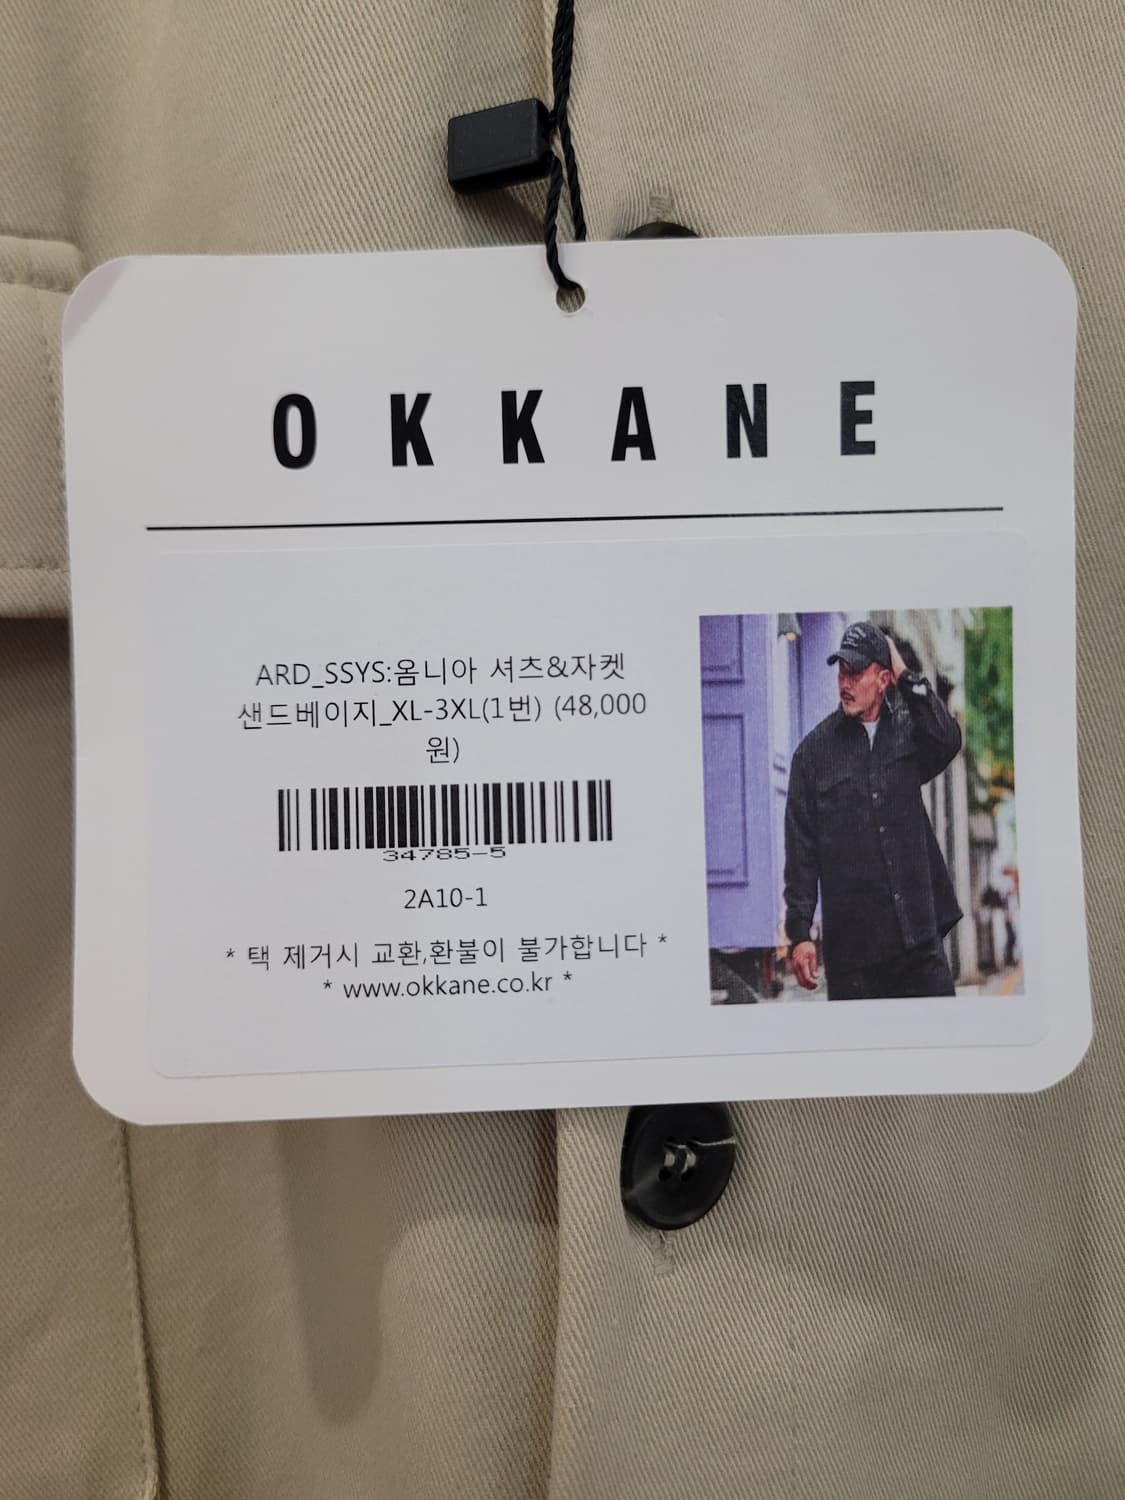 OKKANE
ARD_SSYS:옴니아 셔츠&자켓
샌드베이지_XL-3XL(1번) (48,000
원)
34785-5
2A10-1
* 택 제거시 교환,환불이 불가합니다 *
* www.okkane.co.kr *